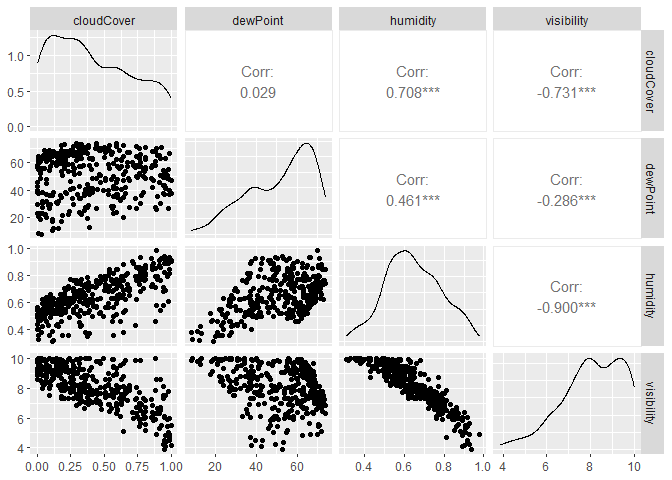 cloudCover dewPoint humidity visibility
1.0
0.5
0.0
Corr:
0.029
Corr:
0.708***
Corr:
-0.731***
cloudCover
60
40
20
Corr:
0.461***
Corr:
-0.286***
dewPoint
1.0
0.8
0.6
0.4
Corr:
-0.900***
humidity
10
8
6
4
visibility
0.00 0.25 0.50 0.75 1.00 20 40 60 0.4 0.6 0.8 1.0 4 6 8 10